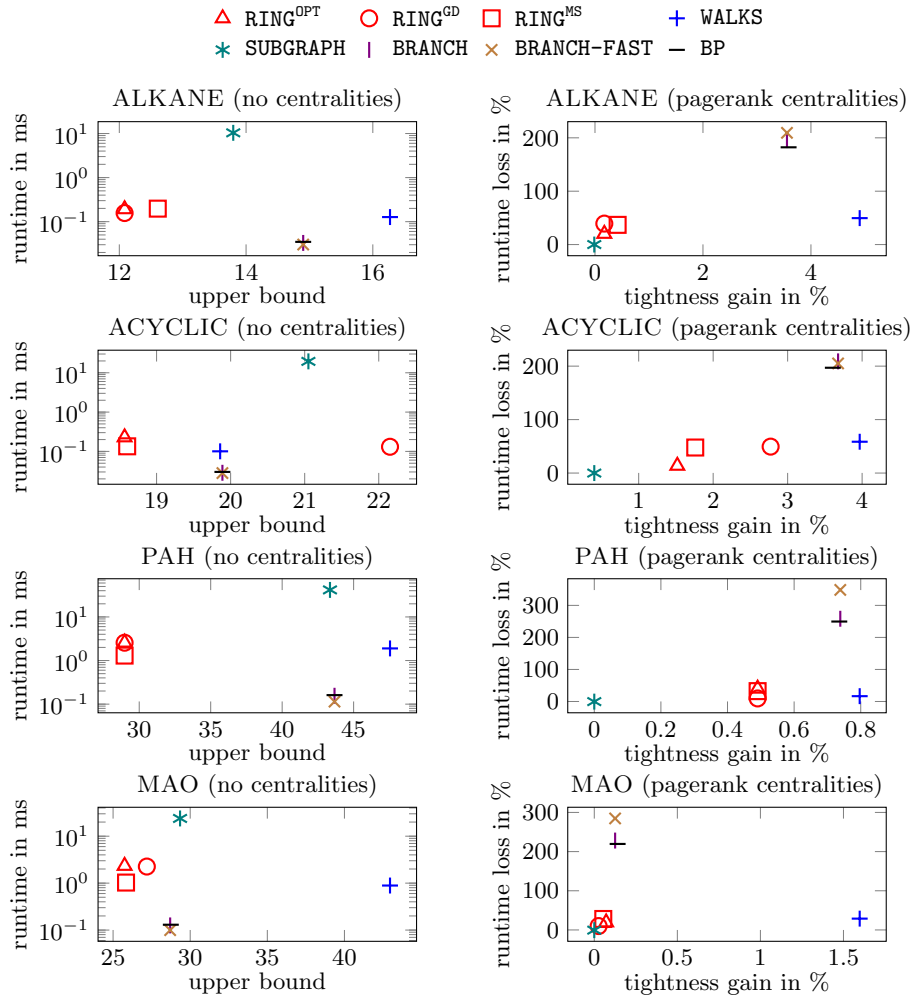 RING^OPT RING^GD RING^MS WALKS
SUBGRAPH BRANCH BRANCH-FAST BP
ALKANE (no centralities)
runtime in ms
10^1
10^0
10^−1
12 14 16
upper bound
ALKANE (pagerank centralities)
runtime loss in %
200
100
0
0 2 4
tightness gain in %
ACYCLIC (no centralities)
runtime in ms
10^1
10^0
10^−1
19 20 21 22
upper bound
ACYCLIC (pagerank centralities)
runtime loss in %
200
100
0
1 2 3 4
tightness gain in %
PAH (no centralities)
runtime in ms
10^1
10^0
10^−1
30 35 40 45
upper bound
PAH (pagerank centralities)
runtime loss in %
300
200
100
0
0 0.2 0.4 0.6 0.8
tightness gain in %
MAO (no centralities)
runtime in ms
10^1
10^0
10^−1
25 30 35 40
upper bound
MAO (pagerank centralities)
runtime loss in %
300
200
100
0
0 0.5 1 1.5
tightness gain in %